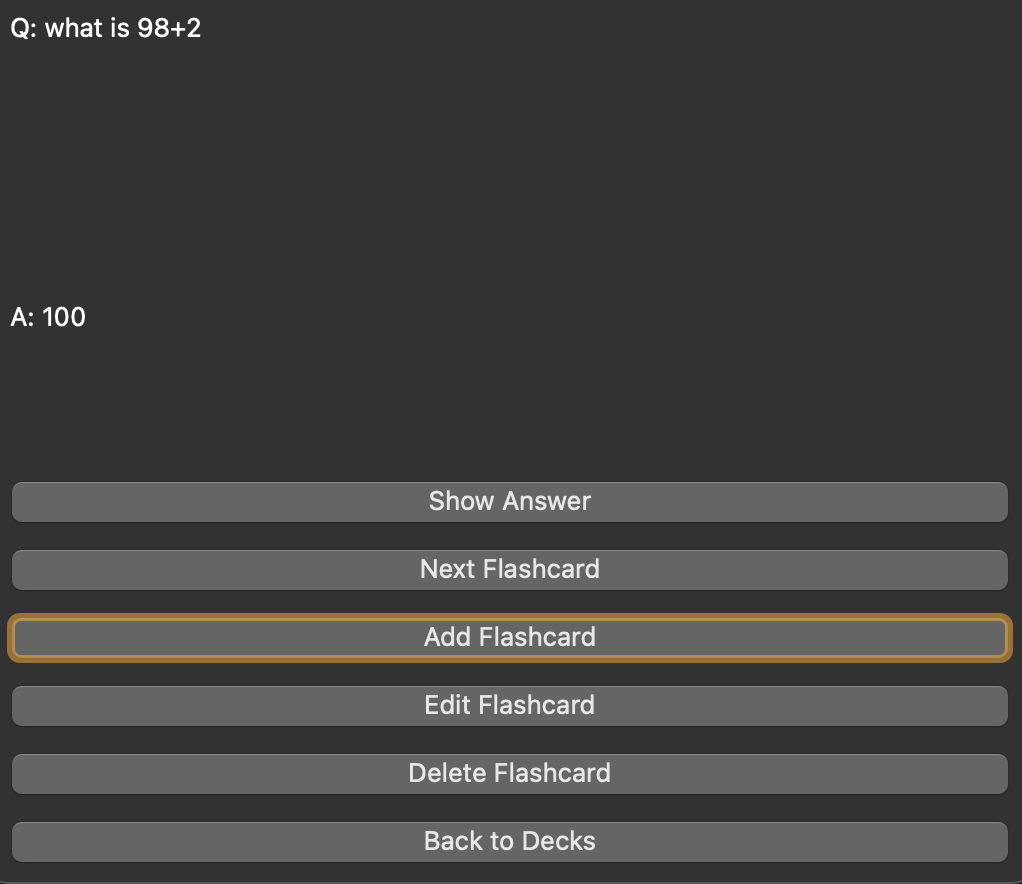 Q: what is 98+2
A: 100
Show Answer
Next Flashcard
Add Flashcard
Edit Flashcard
Delete Flashcard
Back to Decks